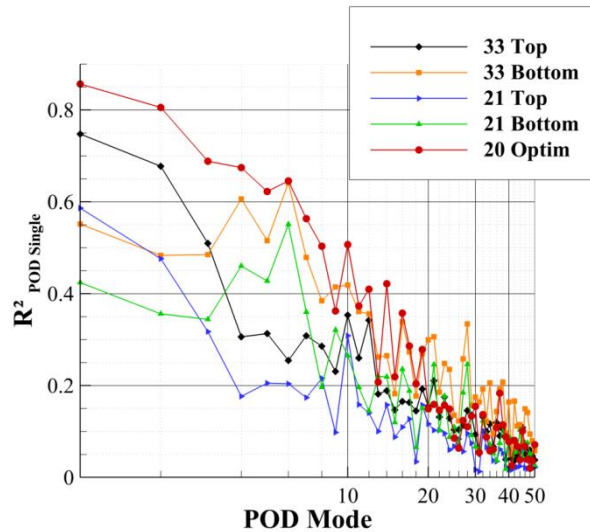 33 Top
33 Bottom
21 Top
21 Bottom
20 Optim
0.8
0.6
0.4
0.2
0
R² POD Single
10
20
30
40
50
POD Mode